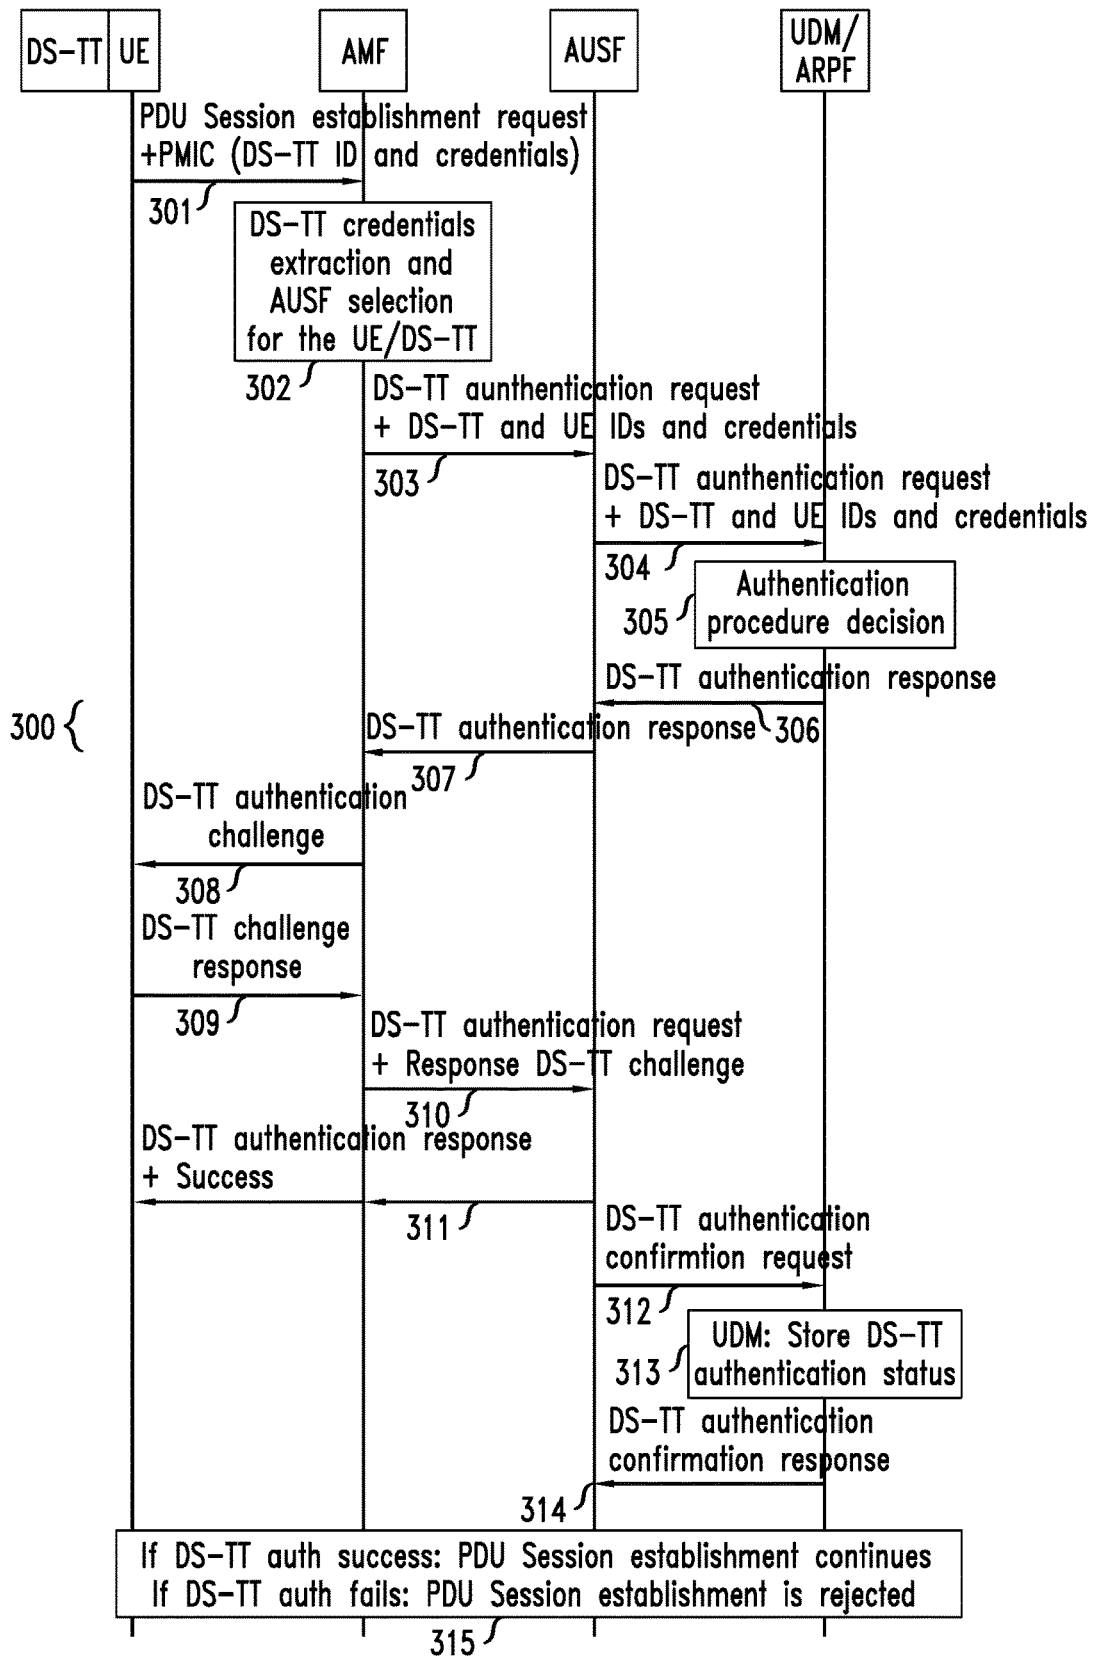 DS-TT UE
AMF
AUSF
UDM/
ARPF
PDU Session establishment request
+PMIC (DS-TT ID and credentials)
301
DS-TT credentials
extraction and
AUSF selection
for the UE/DS-TT
302
DS-TT aunthentication request
+ DS-TT and UE IDs and credentials
303
DS-TT aunthentication request
+ DS-TT and UE IDs and credentials
304
Authentication
procedure decision
305
DS-TT authentication response
306
300 {
DS-TT authentication response
307
DS-TT authentication
challenge
308
DS-TT challenge
response
309
DS-TT authentication request
+ Response DS-TT challenge
310
DS-TT authentication response
+ Success
311
DS-TT authentication
confirmtion request
312
UDM: Store DS-TT
authentication status
313
DS-TT authentication
confirmation response
314
If DS-TT auth success: PDU Session establishment continues
If DS-TT auth fails: PDU Session establishment is rejected
315